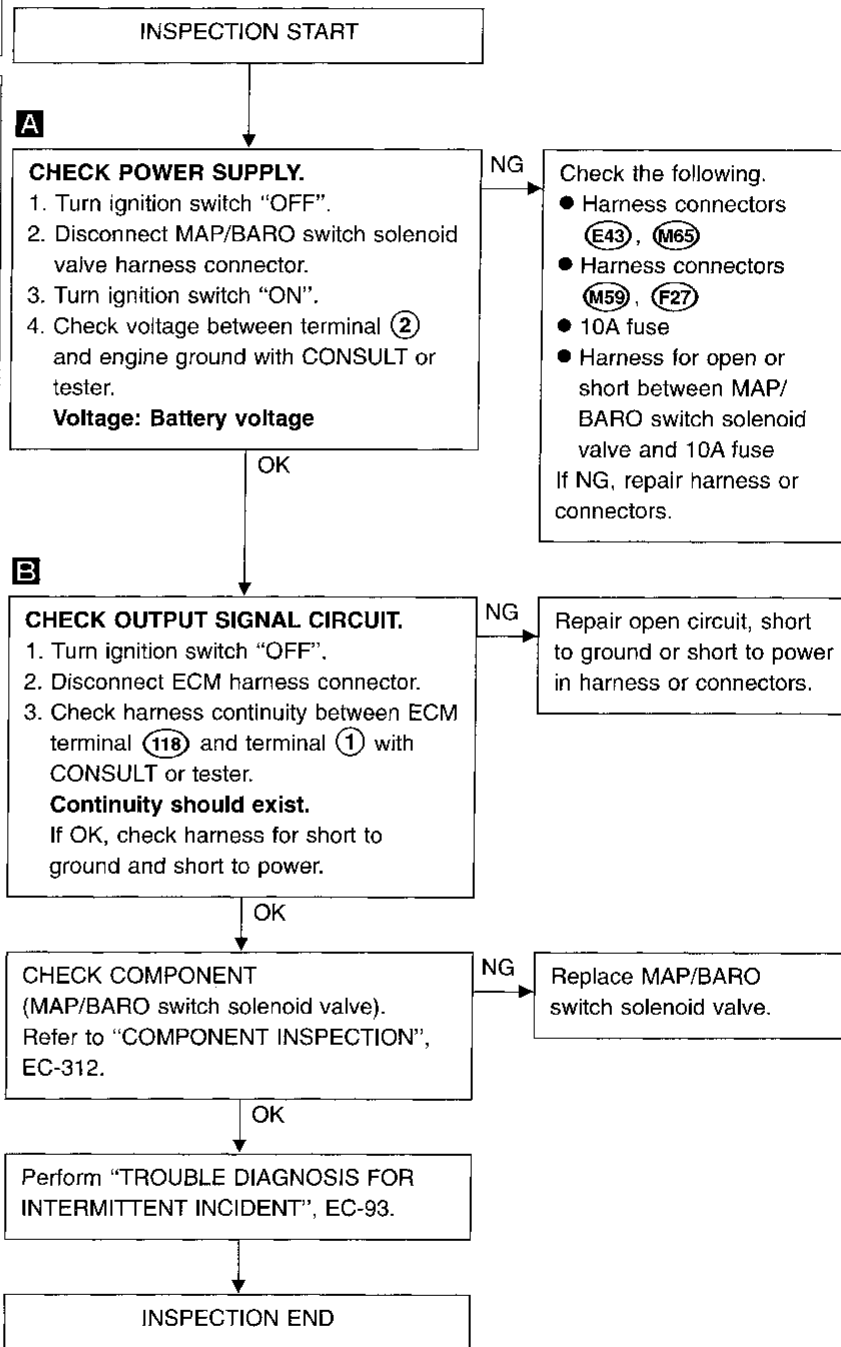 INSPECTION START
A
CHECK POWER SUPPLY.
1. Turn ignition switch “OFF”.
2. Disconnect MAP/BARO switch solenoid
valve harness connector.
3. Turn ignition switch “ON”.
4. Check voltage between terminal ②
and engine ground with CONSULT or
tester.
Voltage: Battery voltage
NG
Check the following.
● Harness connectors
E43, M65
● Harness connectors
M59, F27
● 10A fuse
● Harness for open or
short between MAP/
BARO switch solenoid
valve and 10A fuse
If NG, repair harness or
connectors.
OK
B
CHECK OUTPUT SIGNAL CIRCUIT.
1. Turn ignition switch “OFF”.
2. Disconnect ECM harness connector.
3. Check harness continuity between ECM
terminal 118 and terminal ① with
CONSULT or tester.
Continuity should exist.
If OK, check harness for short to
ground and short to power.
NG
Repair open circuit, short
to ground or short to power
in harness or connectors.
OK
CHECK COMPONENT
(MAP/BARO switch solenoid valve).
Refer to “COMPONENT INSPECTION”,
EC-312.
NG
Replace MAP/BARO
switch solenoid valve.
OK
Perform “TROUBLE DIAGNOSIS FOR
INTERMITTENT INCIDENT”, EC-93.
INSPECTION END